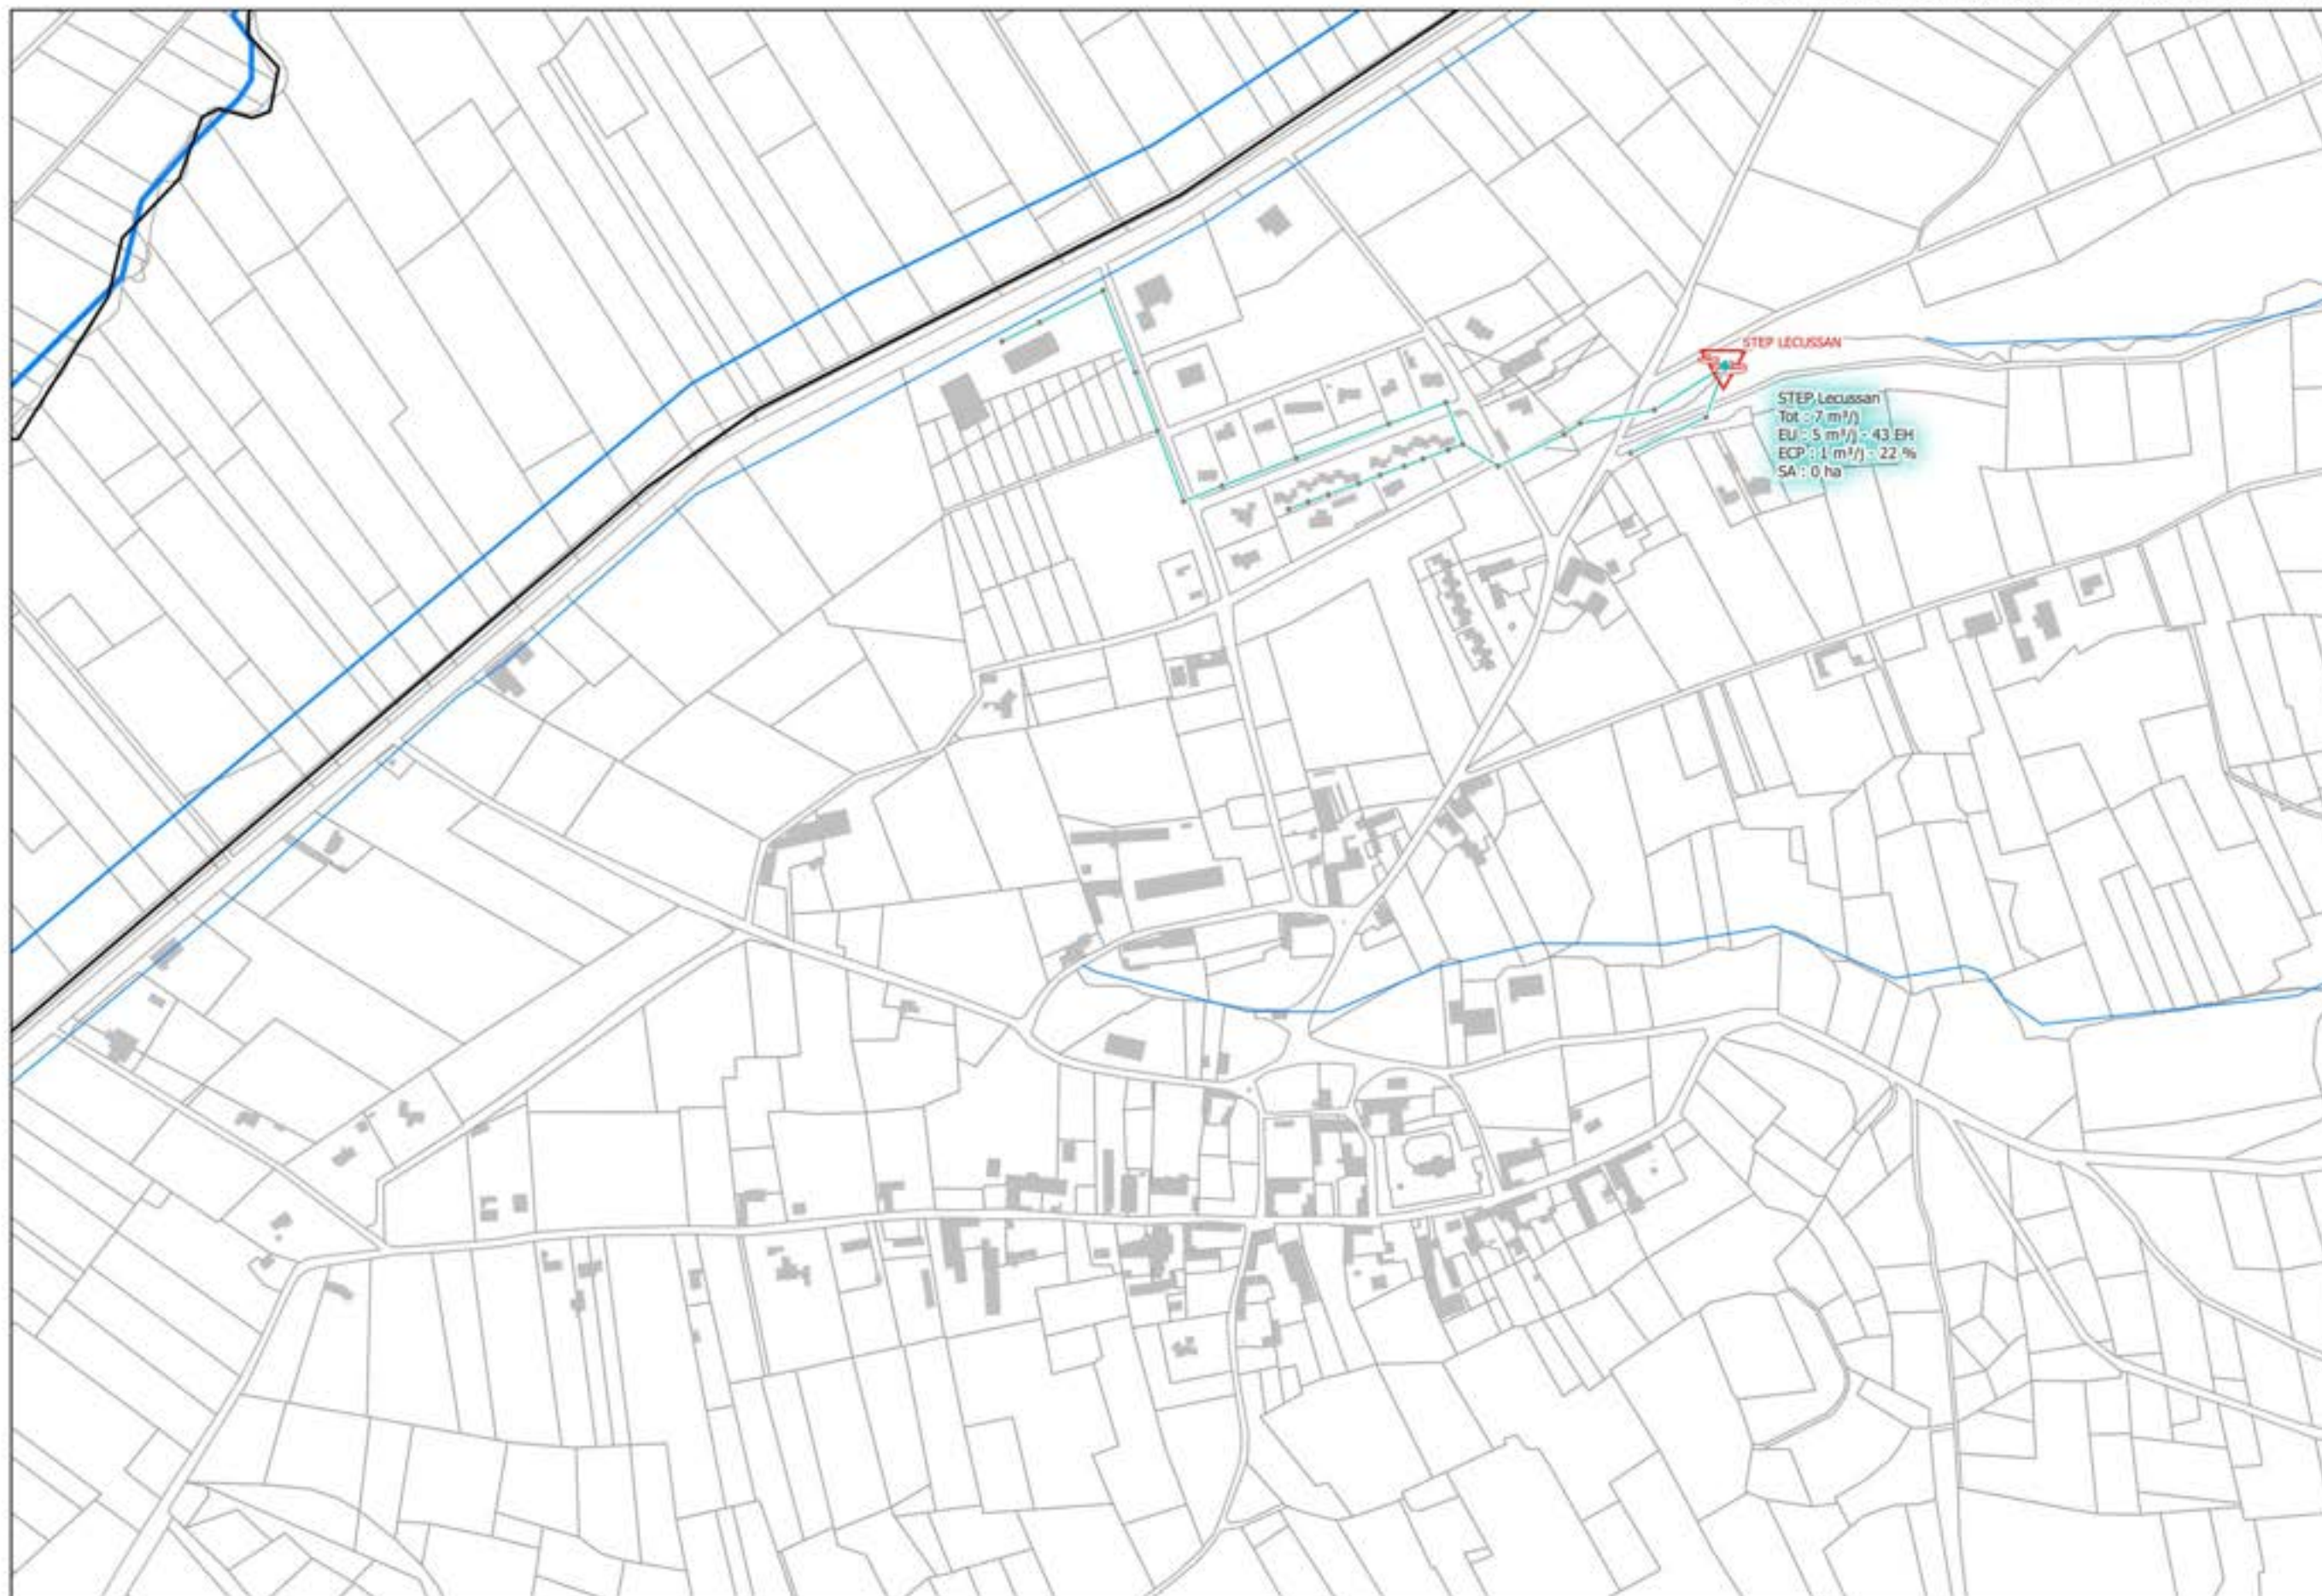 STEP LECUSSAN
STEP Lecussan
Tot : 7 m³/j
EU : 5 m³/j - 43 EH
ECP : 1 m³/j - 22 %
SA : 0 ha